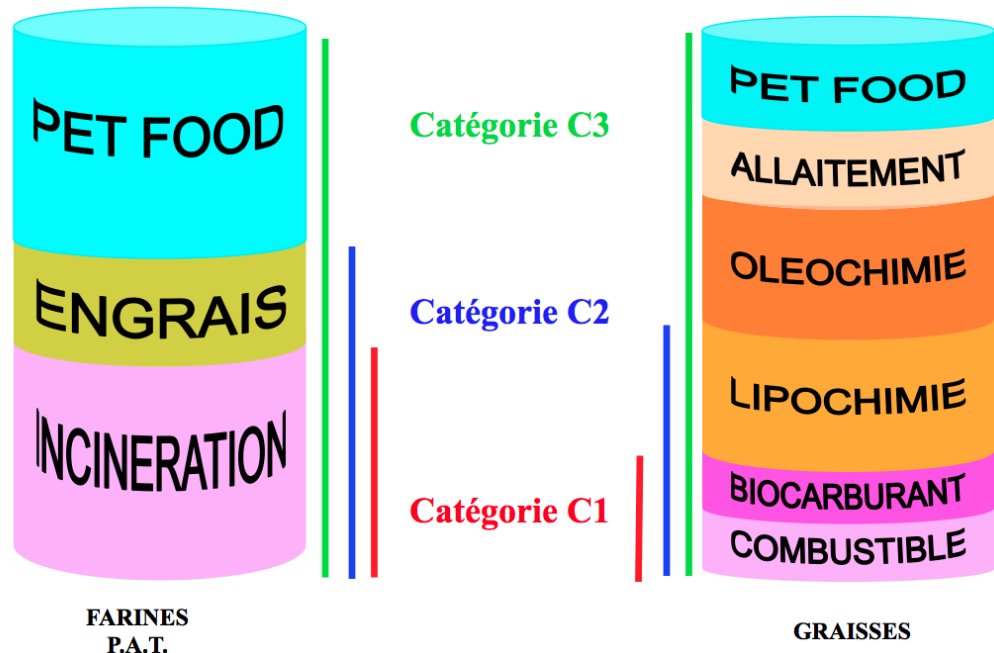 PET FOOD
ENGRAIS
INCINERATION
FARINES
P.A.T.
Catégorie C3
Catégorie C2
Catégorie C1
PET FOOD
ALLAITEMENT
OLEOCHIMIE
LIPOCHIMIE
BIOCARBURANT
COMBUSTIBLE
GRAISSES